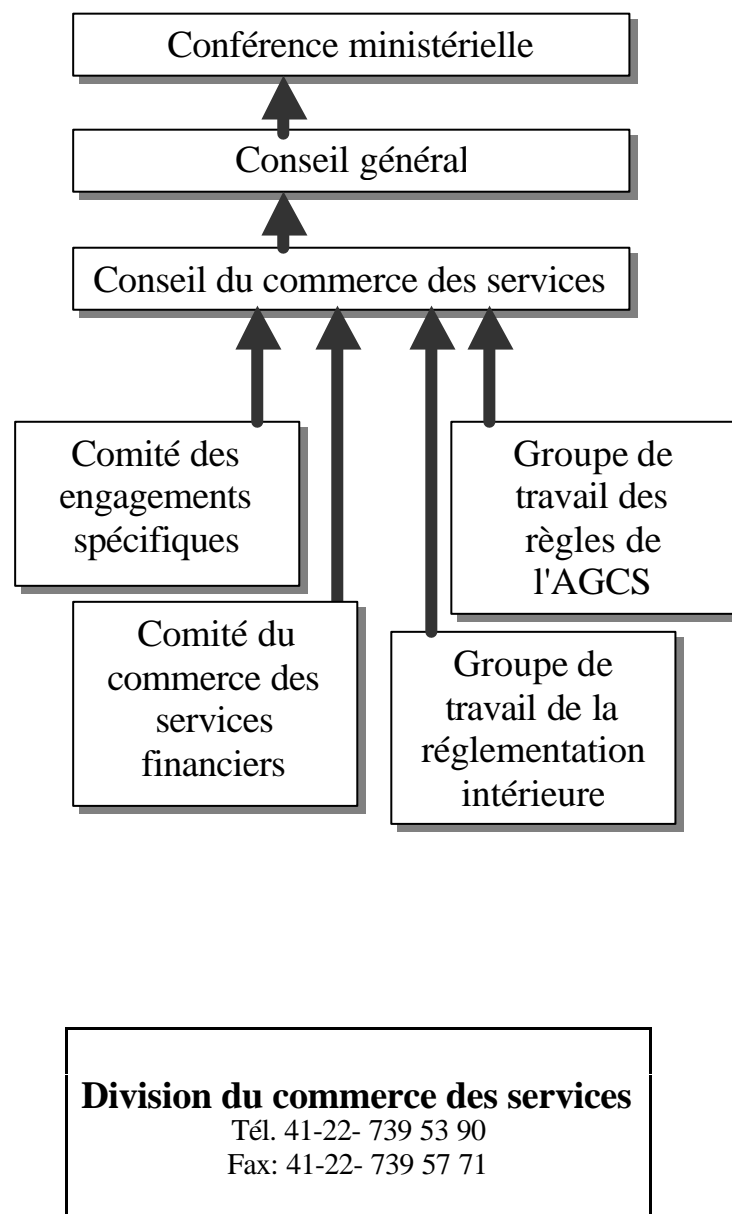 Conférence ministérielle
Conseil général
Conseil du commerce des services
Comité des
engagements
spécifiques
Groupe de
travail des
règles de
l'AGCS
Comité du
commerce des
services
financiers
Groupe de
travail de la
réglementation
intérieure
Division du commerce des services
Tél. 41-22- 739 53 90
Fax: 41-22- 739 57 71